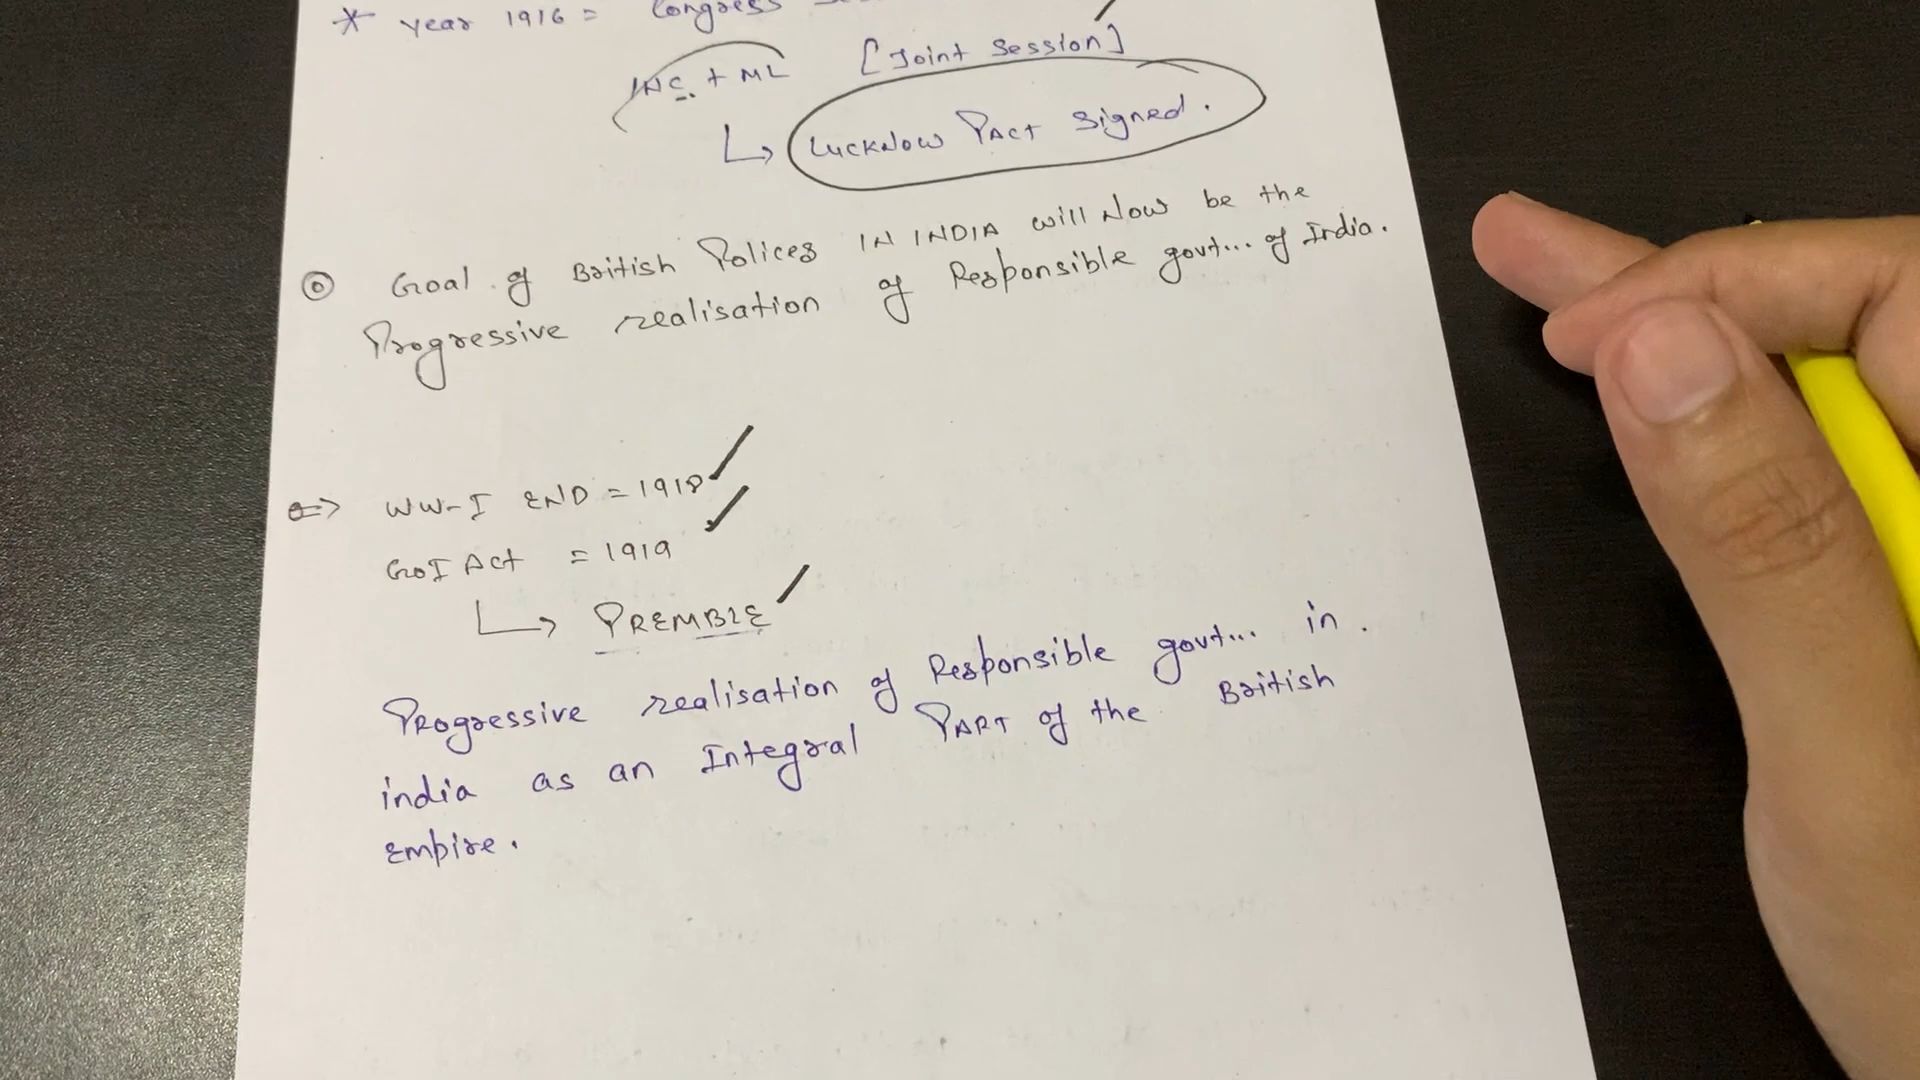 * year 1916 = Congress
INC. + ML [Joint Session]
Lucknow Pact Signed.
Goal of British Polices IN INDIA will Now be the
Progressive realisation of Responsible govt... of India.
WW-I END = 1918
GOI Act = 1919
PREMBLE
Progressive realisation of Responsible govt... in.
india as an Integral PART of the British
Empire.